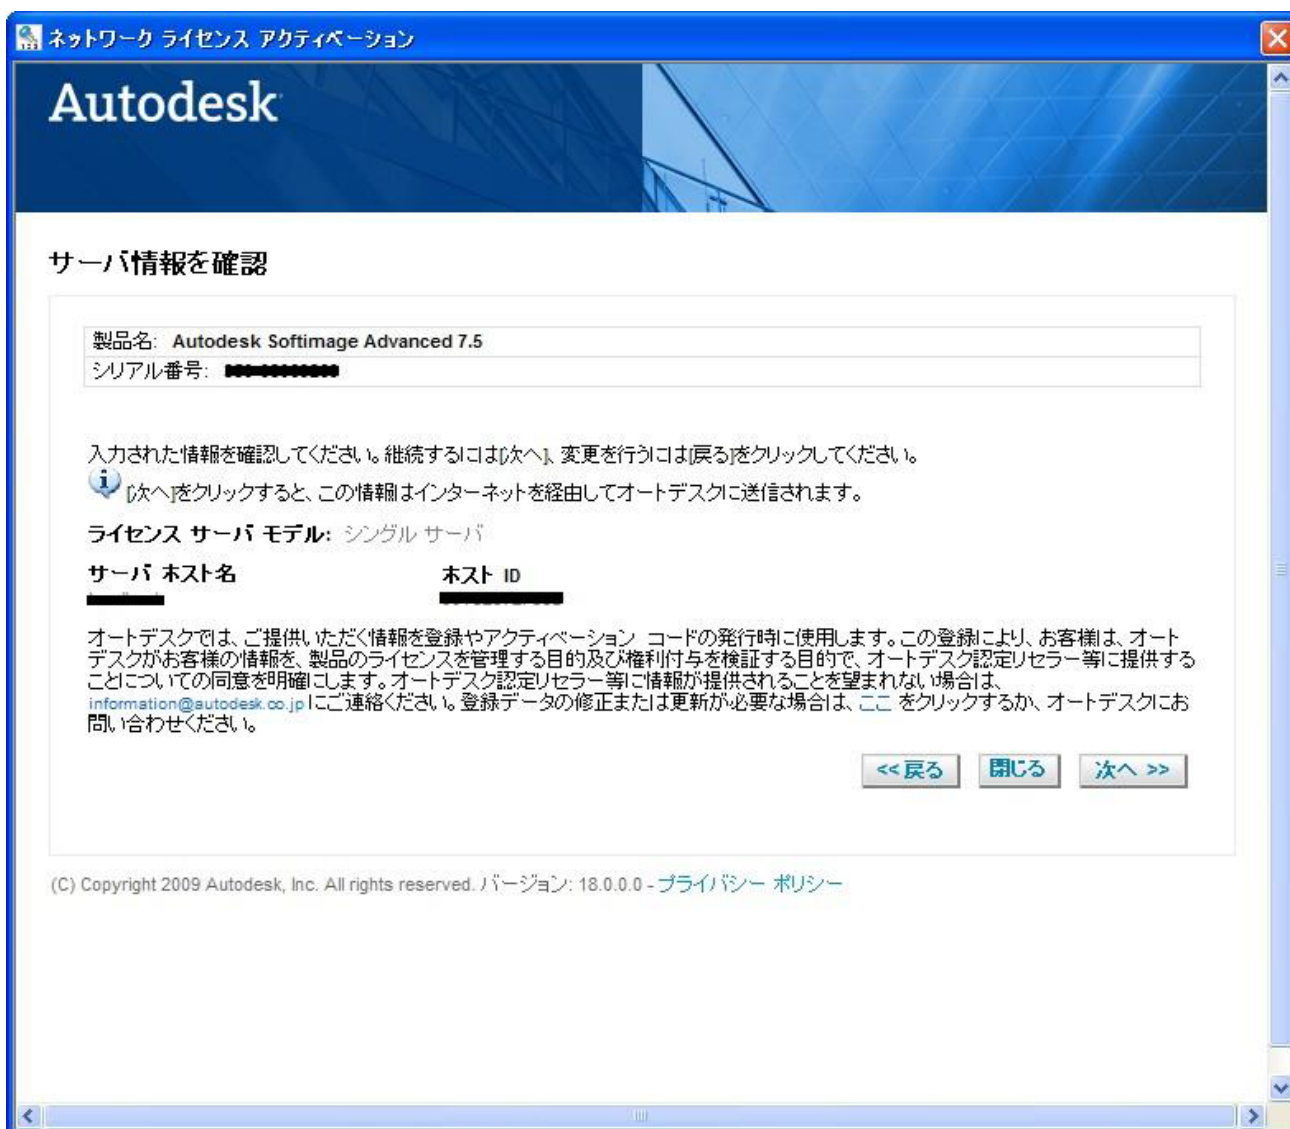 ネットワーク ライセンス アクティベーション
Autodesk
サーバ情報を確認
製品名: Autodesk Softimage Advanced 7.5
シリアル番号:
入力された情報を確認してください。継続するには[次へ]、変更を行うには[戻る]をクリックしてください。
[次へ]をクリックすると、この情報はインターネットを経由してオートデスクに送信されます。
ライセンス サーバ モデル: シングル サーバ
サーバ ホスト名 ホスト ID
オートデスクでは、ご提供いただく情報を登録やアクティベーション コードの発行時に使用します。この登録により、お客様は、オート
デスクがお客様の情報を、製品のライセンスを管理する目的及び権利付与を検証する目的で、オートデスク認定リセラー等に提供する
ことについての同意を明確にします。オートデスク認定リセラー等に情報が提供されることを望まれない場合は、
information@autodesk.co.jp にご連絡ください。登録データの修正または更新が必要な場合は、ここ をクリックするか、オートデスクにお
問い合わせください。
<<戻る 閉じる 次へ >>
(C) Copyright 2009 Autodesk, Inc. All rights reserved. バージョン: 18.0.0.0 - プライバシー ポリシー